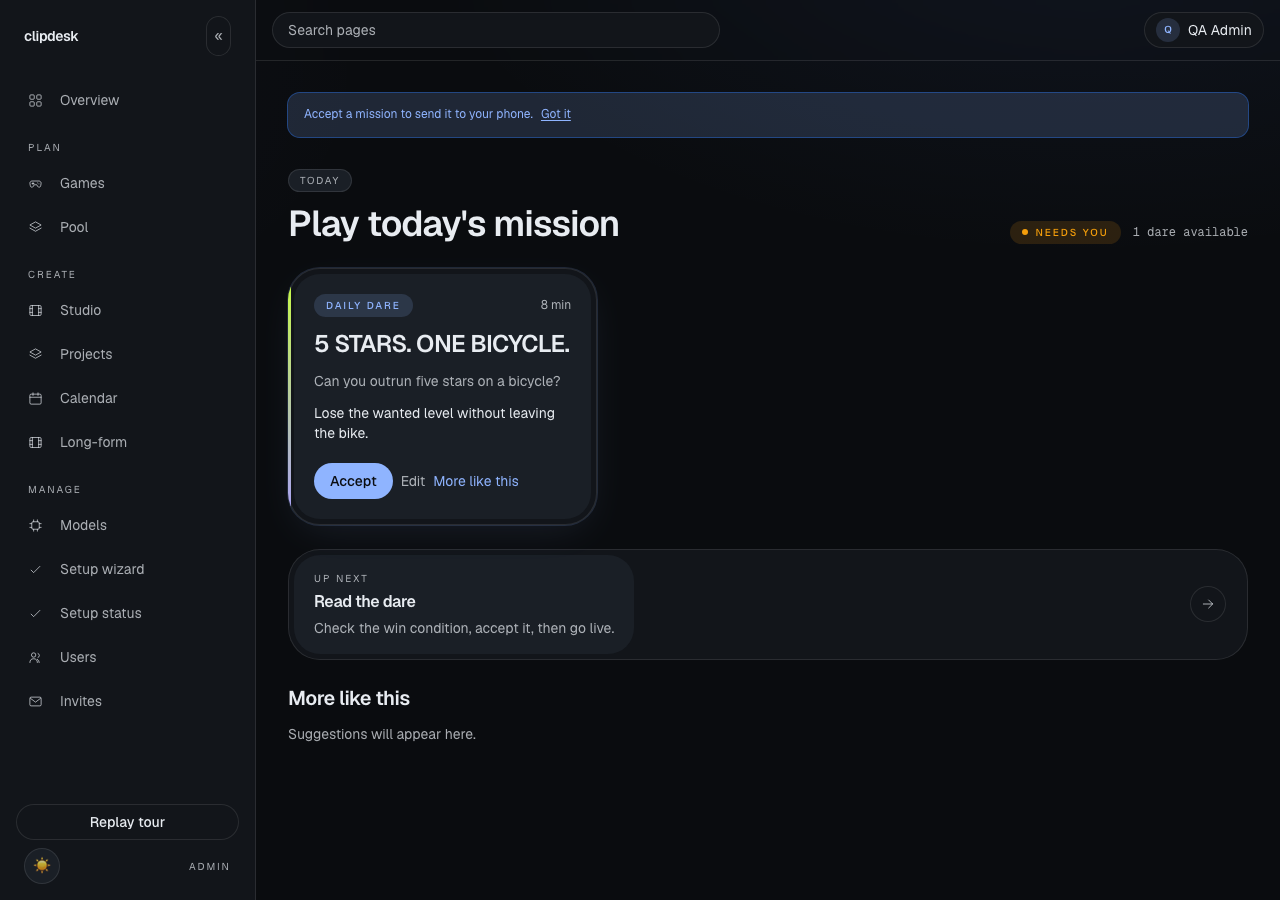 clipdesk
«
Overview
PLAN
Games
Pool
CREATE
Studio
Projects
Calendar
Long-form
MANAGE
Models
Setup wizard
Setup status
Users
Invites
Replay tour
ADMIN
Search pages
Q QA Admin
Accept a mission to send it to your phone. Got it
TODAY
Play today's mission
NEEDS YOU 1 dare available
DAILY DARE 8 min
5 STARS. ONE BICYCLE.
Can you outrun five stars on a bicycle?
Lose the wanted level without leaving
the bike.
Accept Edit More like this
UP NEXT
Read the dare
Check the win condition, accept it, then go live.
More like this
Suggestions will appear here.